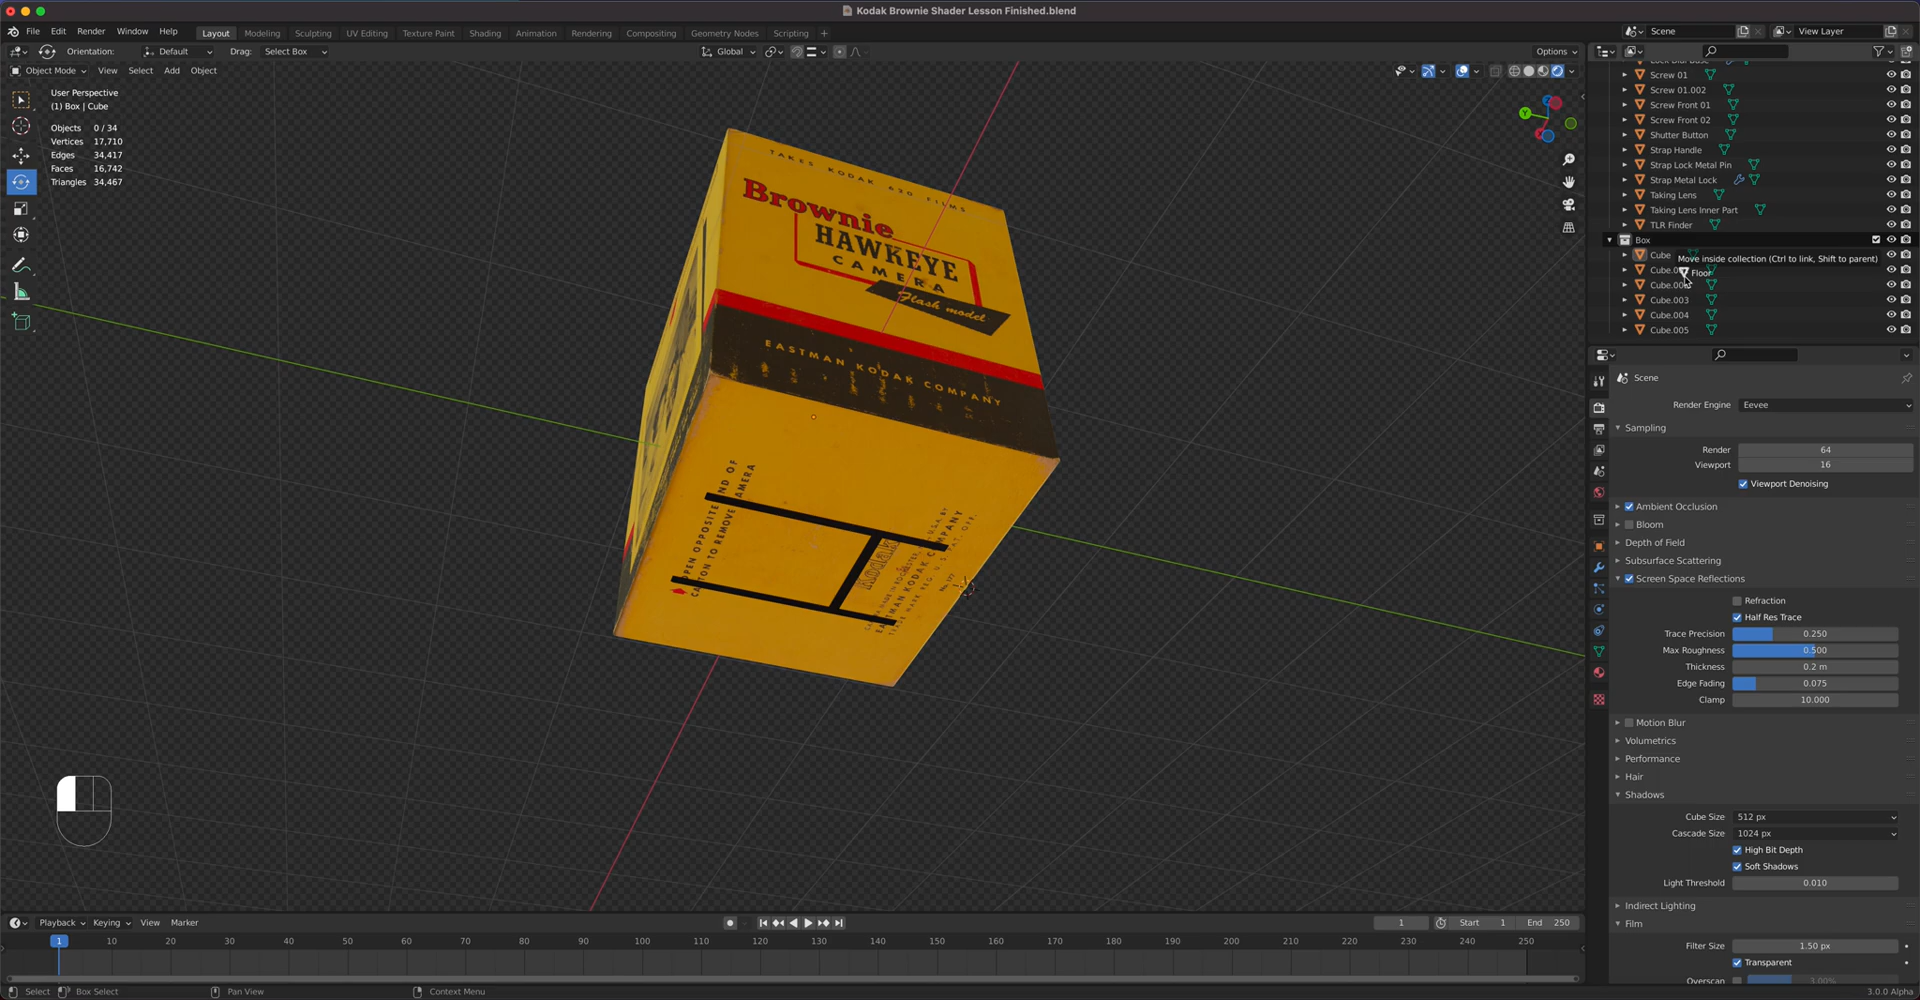 Kodak Brownie Shader Lesson Finished.blend
File Edit Render Window Help Layout Modeling Sculpting UV Editing Texture Paint Shading Animation Rendering Compositing Geometry Nodes Scripting + Scene View Layer
Orientation: Default Drag: Select Box Global Options
Object Mode View Select Add Object
User Perspective
(1) Box | Cube
Objects 0 / 34
Vertices 17,710
Edges 34,417
Faces 16,742
Triangles 34,467
TAKES KODAK 620 FILMS
Brownie
HAWKEYE
CAMERA
Flash model
EASTMAN KODAK COMPANY
OPEN OPPOSITE END OF
Kodak
EASTMAN KODAK COMPANY
Z
Y
Screw 01
Screw 01.002
Screw Front 01
Screw Front 02
Shutter Button
Strap Handle
Strap Lock Metal Pin
Strap Metal Lock
Taking Lens
Taking Lens Inner Part
TLR Finder
Box
Cube
Move inside collection (Ctrl to link, Shift to parent)
Floor
Cube.003
Cube.004
Cube.005
Scene
Render Engine Eevee
Sampling
Render 64
Viewport 16
Viewport Denoising
Ambient Occlusion
Bloom
Depth of Field
Subsurface Scattering
Screen Space Reflections
Refraction
Half Res Trace
Trace Precision 0.250
Max Roughness 0.500
Thickness 0.2 m
Edge Fading 0.075
Clamp 10.000
Motion Blur
Volumetrics
Performance
Hair
Shadows
Cube Size 512 px
Cascade Size 1024 px
High Bit Depth
Soft Shadows
Light Threshold 0.010
Indirect Lighting
Film
Filter Size 1.50 px
Transparent
Overscan 3.00%
Playback Keying View Marker 1 Start 1 End 250
1 10 20 30 40 50 60 70 80 90 100 110 120 130 140 150 160 170 180 190 200 210 220 230 240 250
Select Box Select Pan View Context Menu 3.0.0 Alpha